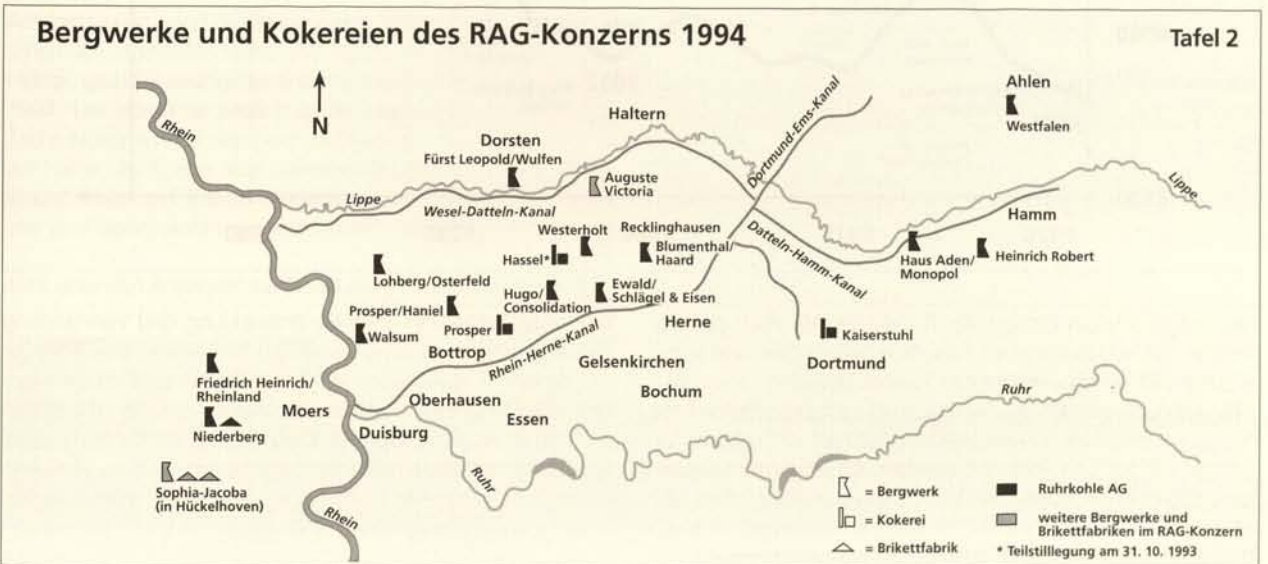 Bergwerke und Kokereien des RAG-Konzerns 1994
Tafel 2
N
Rhein
Ahlen
Westfalen
Haltern
Dortmund-Ems-Kanal
Dorsten
Fürst Leopold/Wulfen
Auguste
Victoria
Lippe
Wesel-Datteln-Kanal
Lippe
Hamm
Westerholt
Recklinghausen
Blumenthal/
Haard
Hassel*
Datteln-Hamm-Kanal
Haus Aden/
Monopol
Heinrich Robert
Lohberg/Osterfeld
Hugo/
Consolidation
Ewald/
Schlägel & Eisen
Prosper/Haniel
Prosper
Walsum
Bottrop
Rhein-Herne-Kanal
Herne
Kaiserstuhl
Gelsenkirchen
Dortmund
Friedrich Heinrich/
Rheinland
Bochum
Moers
Oberhausen
Essen
Ruhr
Niederberg
Duisburg
Ruhr
Sophia-Jacoba
(in Hückelhoven)
Rhein
= Bergwerk
= Kokerei
= Brikettfabrik
Ruhrkohle AG
weitere Bergwerke und
Brikettfabriken im RAG-Konzern
* Teilstilllegung am 31. 10. 1993